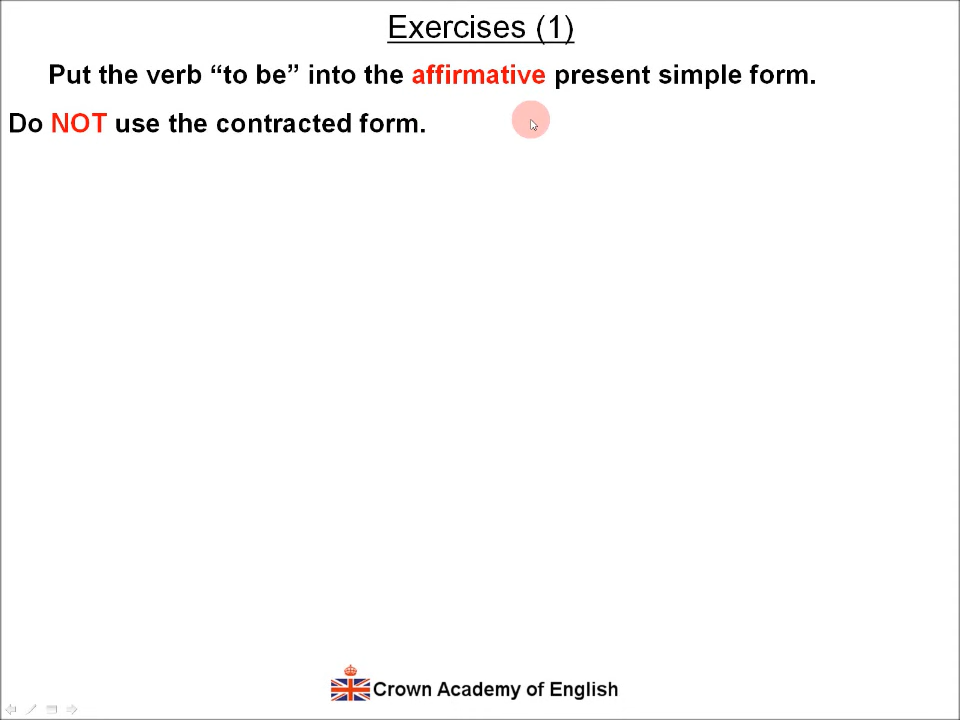 Exercises (1)
Put the verb “to be” into the affirmative present simple form.
Do NOT use the contracted form.
Crown Academy of English